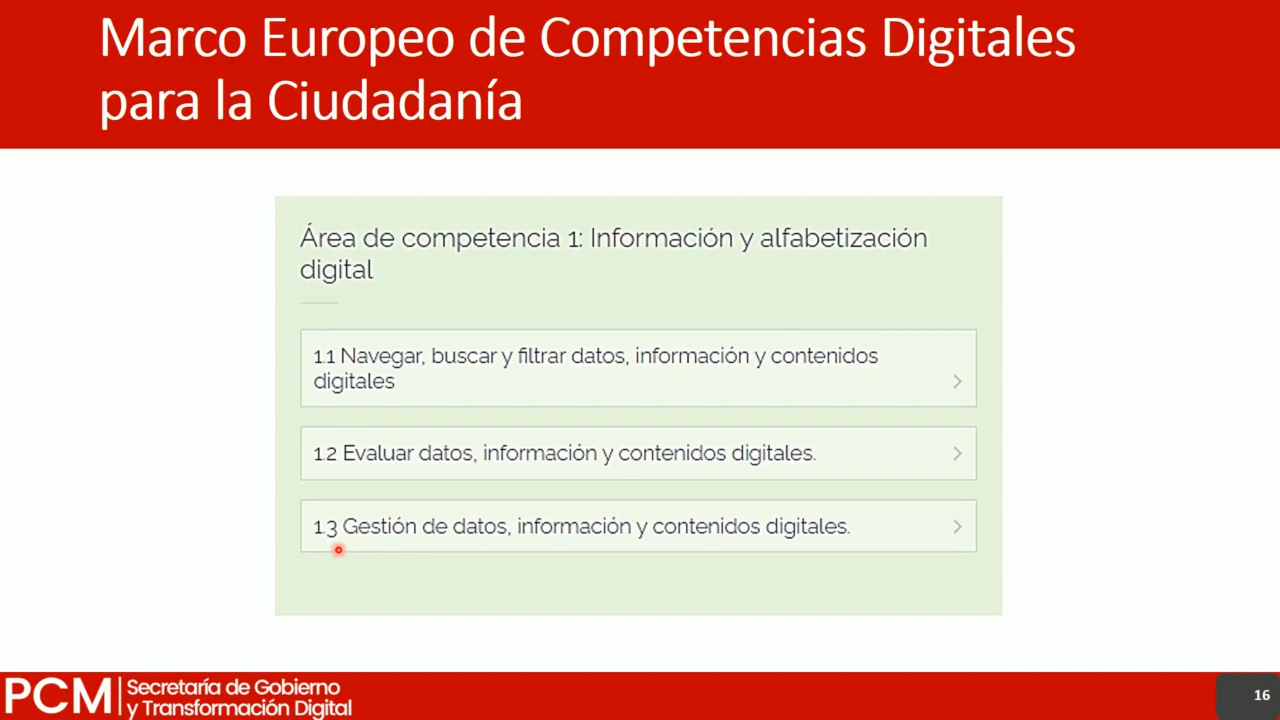 Marco Europeo de Competencias Digitales
para la Ciudadanía
Área de competencia 1: Información y alfabetización
digital
1.1 Navegar, buscar y filtrar datos, información y contenidos
digitales
1.2 Evaluar datos, información y contenidos digitales.
1.3 Gestión de datos, información y contenidos digitales.
PCM
Secretaría de Gobierno
y Transformación Digital
16